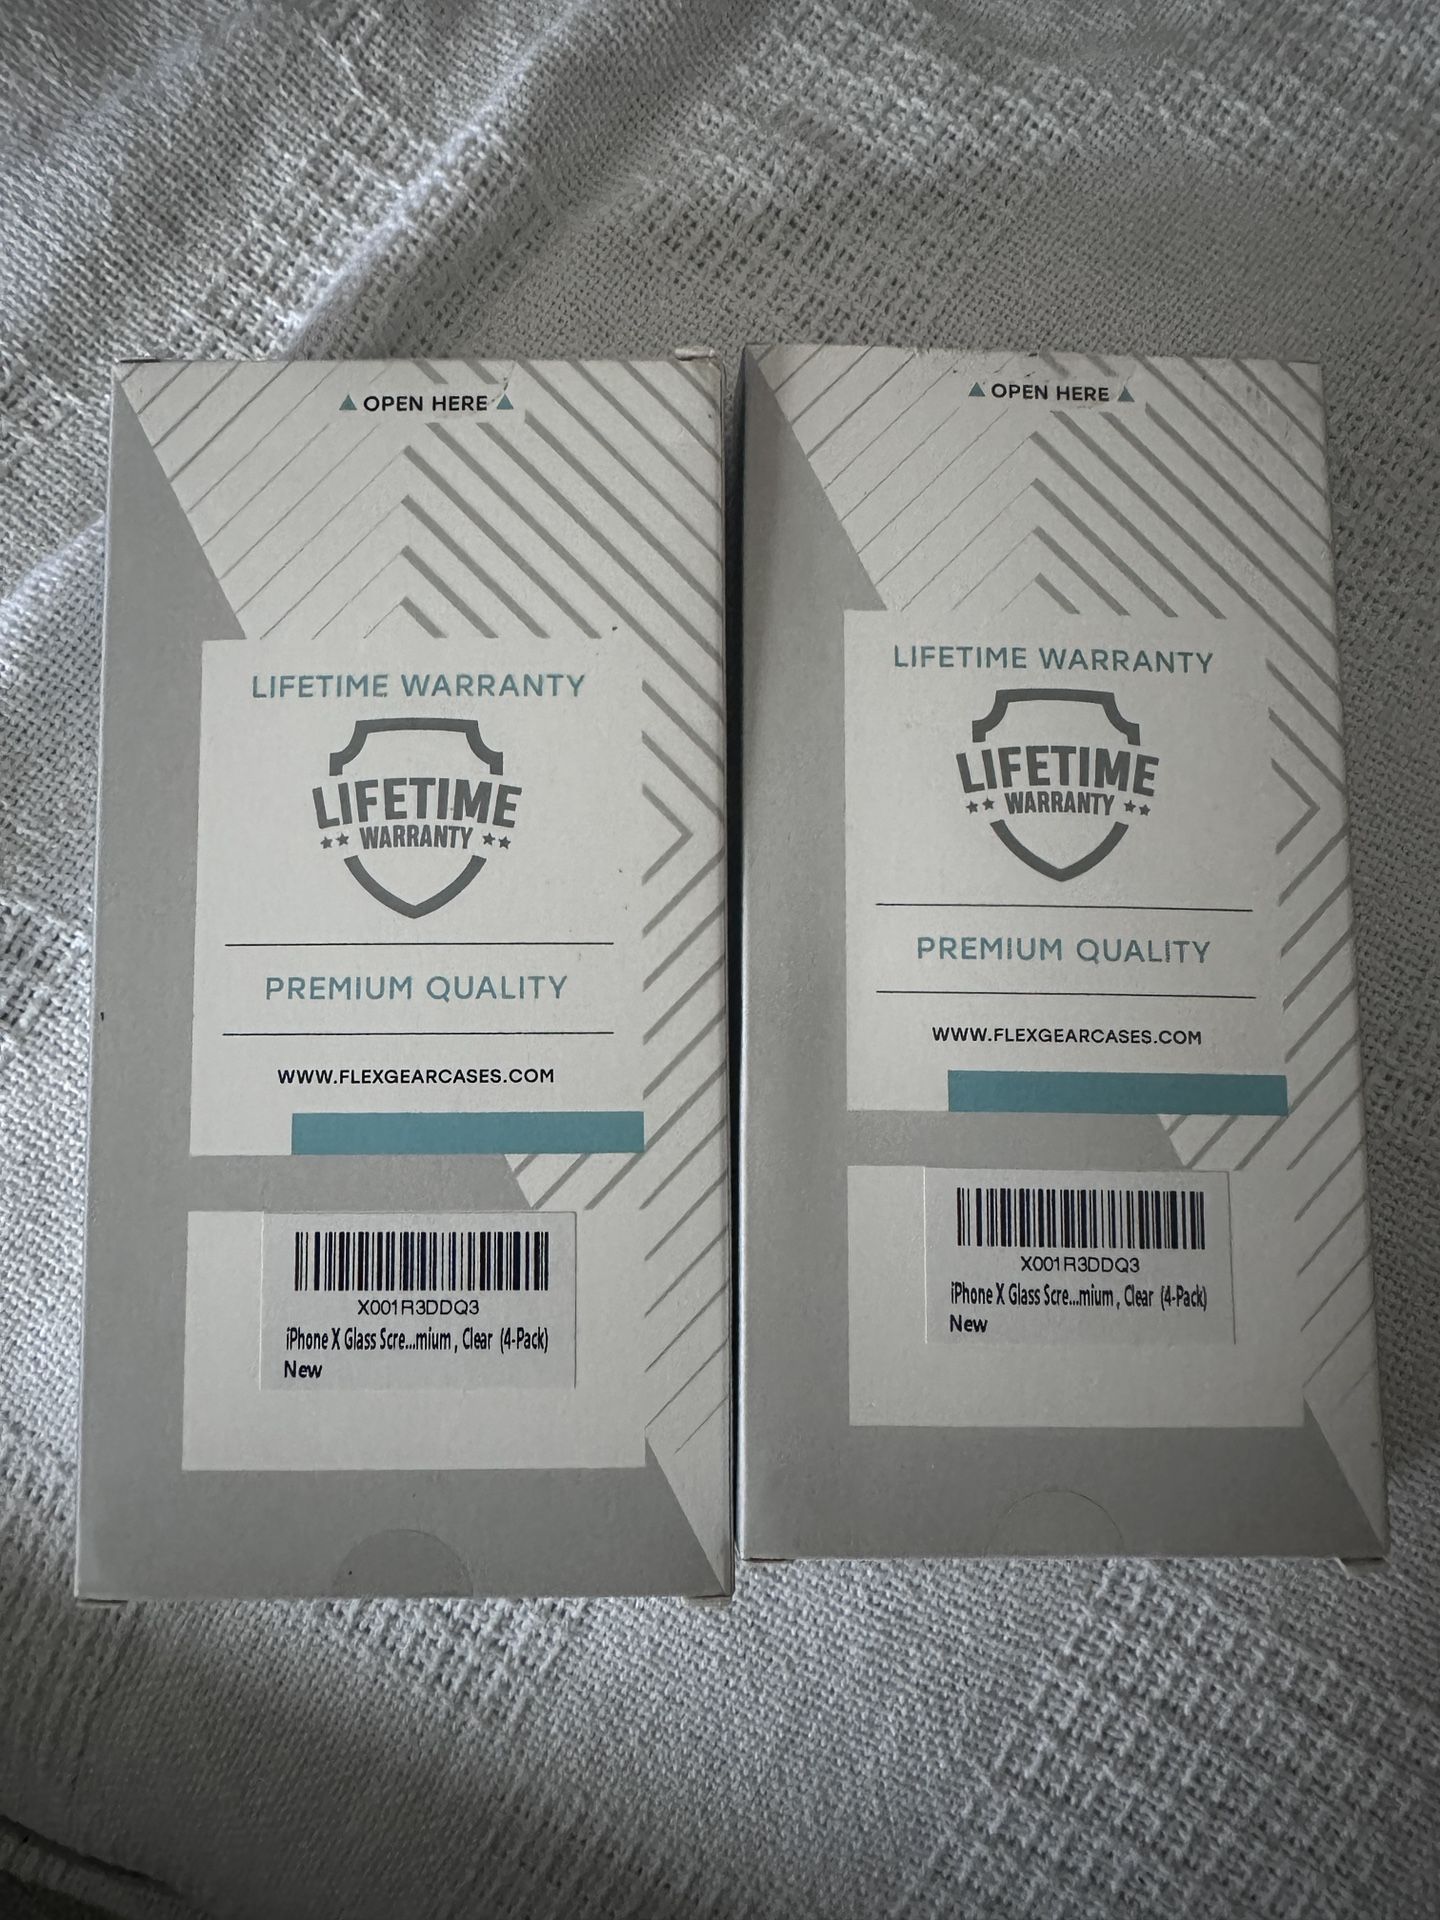 OPEN HERE
LIFETIME WARRANTY
LIFETIME
WARRANTY
PREMIUM QUALITY
WWW.FLEXGEARCASES.COM
X001R3DDQ3
iPhone X Glass Scre...mium , Clear (4-Pack)
New
OPEN HERE
LIFETIME WARRANTY
LIFETIME
WARRANTY
PREMIUM QUALITY
WWW.FLEXGEARCASES.COM
X001R3DDQ3
iPhone X Glass Scre...mium , Clear (4-Pack)
New